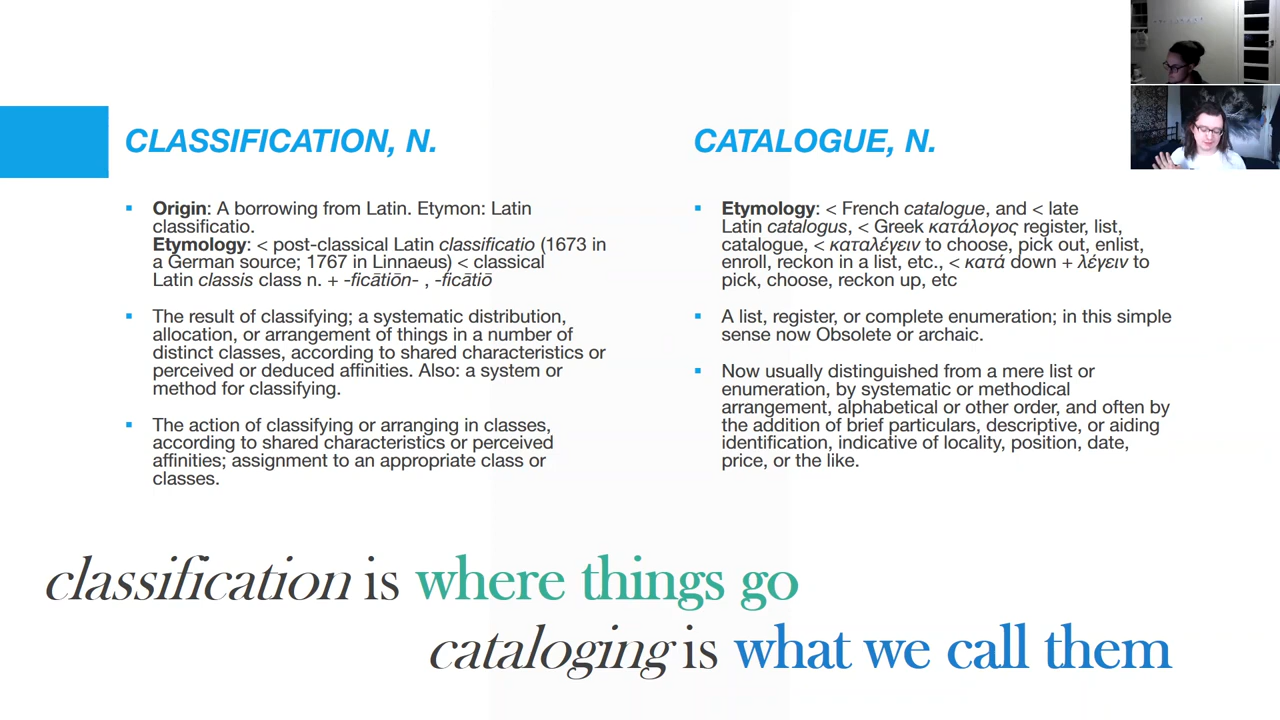 CLASSIFICATION, N.
▪ Origin: A borrowing from Latin. Etymon: Latin
classificatio.
Etymology: < post-classical Latin classificatio (1673 in
a German source; 1767 in Linnaeus) < classical
Latin classis class n. + -ficātiōn- , -ficātiō
▪ The result of classifying; a systematic distribution,
allocation, or arrangement of things in a number of
distinct classes, according to shared characteristics or
perceived or deduced affinities. Also: a system or
method for classifying.
▪ The action of classifying or arranging in classes,
according to shared characteristics or perceived
affinities; assignment to an appropriate class or
classes.
CATALOGUE, N.
▪ Etymology: < French catalogue, and < late
Latin catalogus, < Greek κατάλογος register, list,
catalogue, < καταλέγειν to choose, pick out, enlist,
enroll, reckon in a list, etc., < κατά down + λέγειν to
pick, choose, reckon up, etc
▪ A list, register, or complete enumeration; in this simple
sense now Obsolete or archaic.
▪ Now usually distinguished from a mere list or
enumeration, by systematic or methodical
arrangement, alphabetical or other order, and often by
the addition of brief particulars, descriptive, or aiding
identification, indicative of locality, position, date,
price, or the like.
classification is where things go
cataloging is what we call them